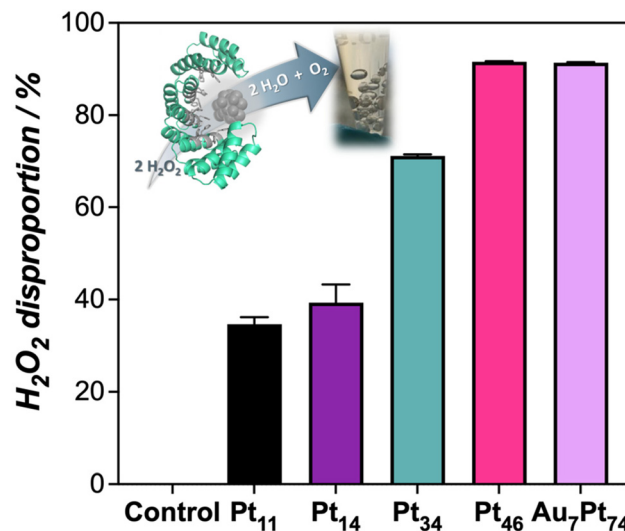 H₂O₂ disproportion / %
100
80
60
40
20
0
2 H₂O₂
2 H₂O + O₂
Control Pt₁₁ Pt₁₄ Pt₃₄ Pt₄₆ Au₇Pt₇₄